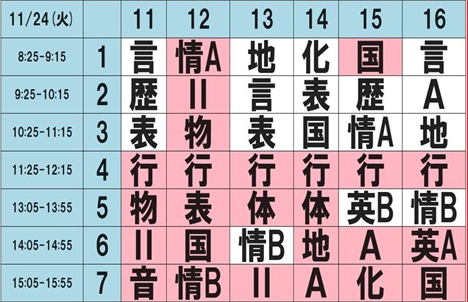 11/24(火) 11 12 13 14 15 16
8:25-9:15 1 言 情A 地 化 国 言
9:25-10:15 2 歴 II 言 表 歴 A
10:25-11:15 3 表 物 表 国 情A 地
11:25-12:15 4 行 行 行 行 行 行
13:05-13:55 5 物 表 体 体 英B 情B
14:05-14:55 6 II 国 情B 地 A 英A
15:05-15:55 7 音 情B II A 化 国